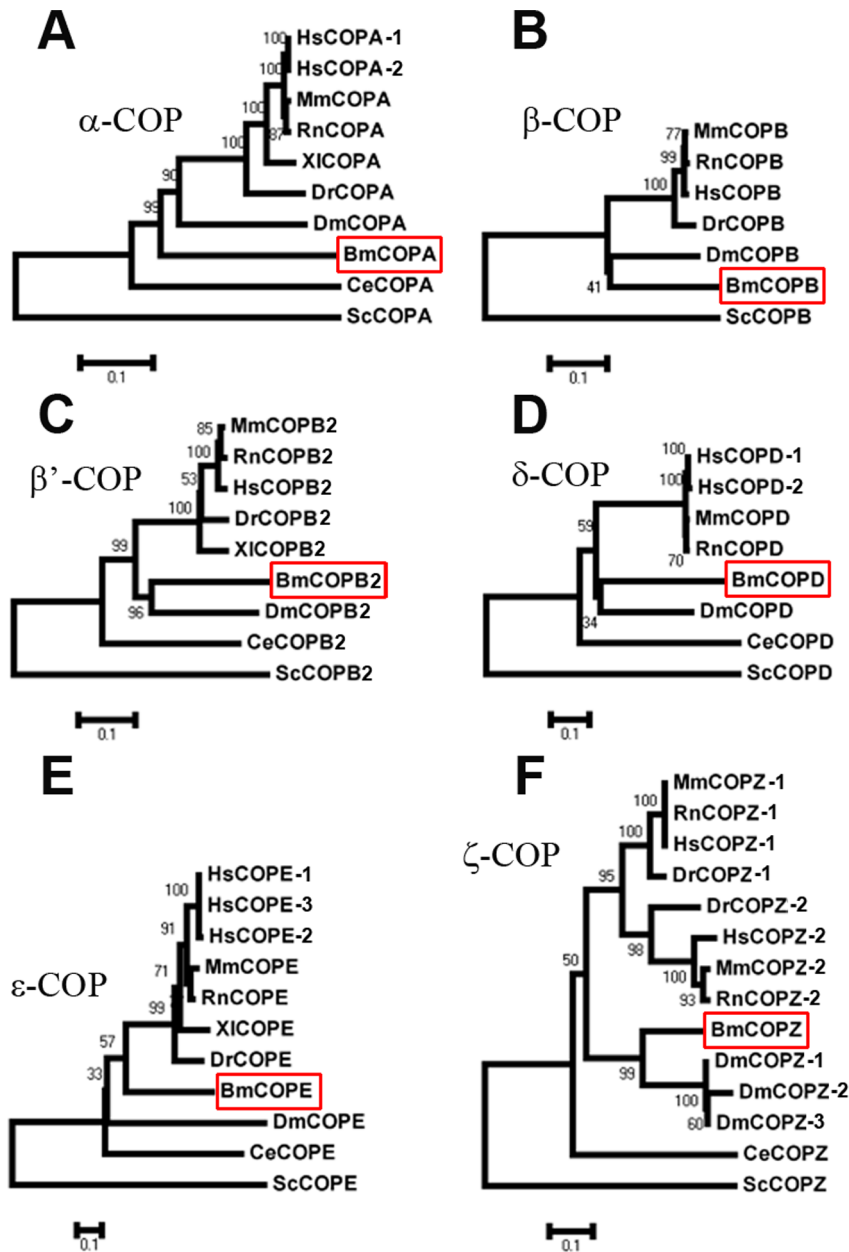 A
α-COP
100
HsCOPA-1
100
HsCOPA-2
100
MmCOPA
87
RnCOPA
100
XlCOPA
DrCOPA
90
DmCOPA
99
BmCOPA
CeCOPA
ScCOPA
0.1
B
β-COP
77
MmCOPB
99
RnCOPB
100
HsCOPB
DrCOPB
DmCOPB
41
BmCOPB
ScCOPB
0.1
C
β’-COP
85
MmCOPB2
100
RnCOPB2
53
HsCOPB2
100
DrCOPB2
XlCOPB2
99
BmCOPB2
96
DmCOPB2
CeCOPB2
ScCOPB2
0.1
D
δ-COP
100
HsCOPD-1
100
HsCOPD-2
59
MmCOPD
70
RnCOPD
BmCOPD
34
DmCOPD
CeCOPD
ScCOPD
0.1
E
ε-COP
100
HsCOPE-1
HsCOPE-3
91
HsCOPE-2
71
MmCOPE
99
RnCOPE
XlCOPE
57
DrCOPE
33
BmCOPE
DmCOPE
CeCOPE
ScCOPE
0.1
F
ζ-COP
100
MmCOPZ-1
100
RnCOPZ-1
HsCOPZ-1
95
DrCOPZ-1
DrCOPZ-2
98
HsCOPZ-2
100
MmCOPZ-2
93
RnCOPZ-2
50
BmCOPZ
99
DmCOPZ-1
100
DmCOPZ-2
60
DmCOPZ-3
CeCOPZ
ScCOPZ
0.1